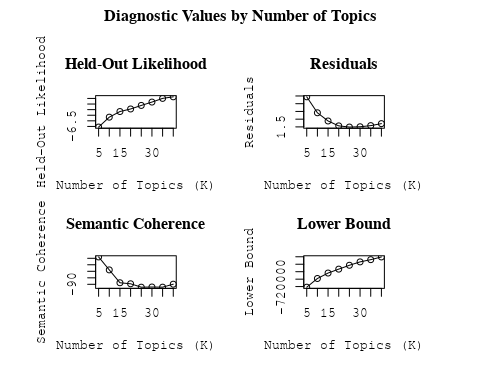 Diagnostic Values by Number of Topics
Held-Out Likelihood
Held-Out Likelihood
-6.5
5 15 30
Number of Topics (K)
Residuals
Residuals
1.5
5 15 30
Number of Topics (K)
Semantic Coherence
Semantic Coherence
-90
5 15 30
Number of Topics (K)
Lower Bound
Lower Bound
-720000
5 15 30
Number of Topics (K)